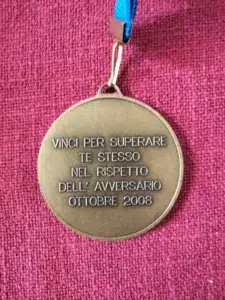 VINCI PER SUPERARE
TE STESSO
NEL RISPETTO
DELL' AVVERSARIO
OTTOBRE 2008